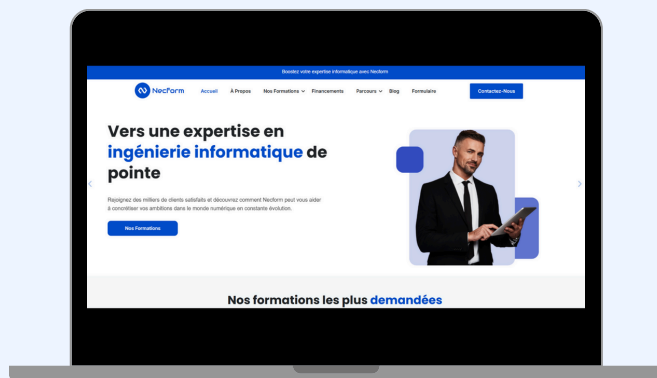 Boostez votre expertise informatique avec Necform
Necform
Accueil
À Propos
Nos Formations
Financements
Parcours
Blog
Formulaire
Contactez-Nous
Vers une expertise en
ingénierie informatique de
pointe
Rejoignez des milliers de clients satisfaits et découvrez comment Necform peut vous aider
à concrétiser vos ambitions dans le monde numérique en constante évolution.
Nos Formations
Nos formations les plus demandées